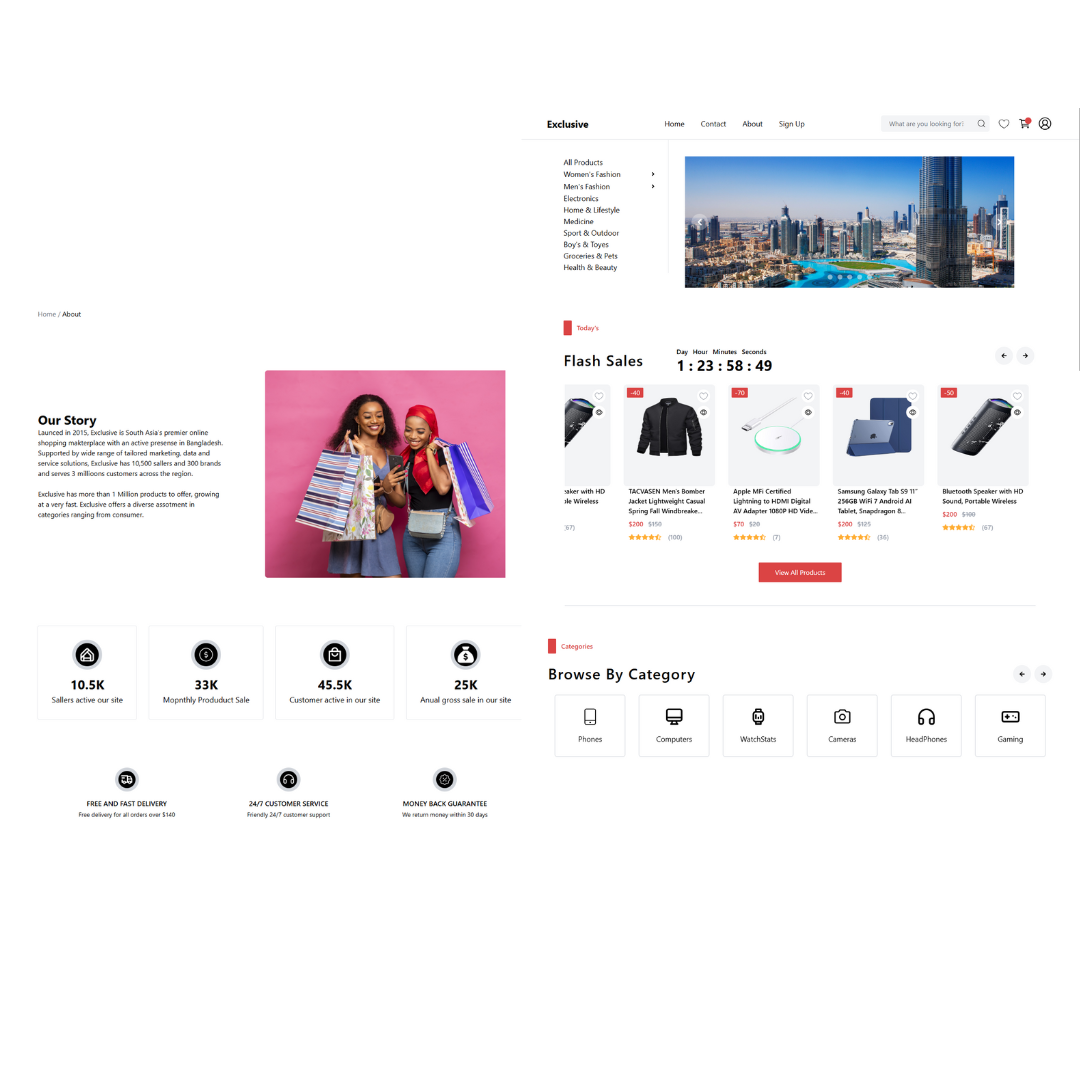 Home / About
Our Story
Launced in 2015, Exclusive is South Asia's premier online
shopping makterplace with an active presense in Bangladesh.
Supported by wide range of tailored marketing, data and
service solutions, Exclusive has 10,500 sallers and 300 brands
and serves 3 millioons customers across the region.
Exclusive has more than 1 Million products to offer, growing
at a very fast. Exclusive offers a diverse assotment in
categories ranging from consumer.
10.5K
Sallers active our site
33K
Mopnthly Produduct Sale
45.5K
Customer active in our site
25K
Anual gross sale in our site
FREE AND FAST DELIVERY
Free delivery for all orders over $140
24/7 CUSTOMER SERVICE
Friendly 24/7 customer support
MONEY BACK GUARANTEE
We return money within 30 days
Exclusive
Home
Contact
About
Sign Up
What are you looking for!
All Products
Women's Fashion
Men's Fashion
Electronics
Home & Lifestyle
Medicine
Sport & Outdoor
Boy's & Toyes
Groceries & Pets
Health & Beauty
Today's
Flash Sales
Day Hour Minutes Seconds
1 : 23 : 58 : 49
aker with HD
le Wireless
(67)
-40
TACVASEN Men's Bomber
Jacket Lightweight Casual
Spring Fall Windbreake...
$200 $150
(100)
-70
Apple MFi Certified
Lightning to HDMI Digital
AV Adapter 1080P HD Vide...
$70 $20
(7)
-40
Samsung Galaxy Tab S9 11"
256GB WiFi 7 Android AI
Tablet, Snapdragon 8...
$200 $125
(36)
-50
Bluetooth Speaker with HD
Sound, Portable Wireless
$200 $100
(67)
View All Products
Categories
Browse By Category
Phones
Computers
WatchStats
Cameras
HeadPhones
Gaming